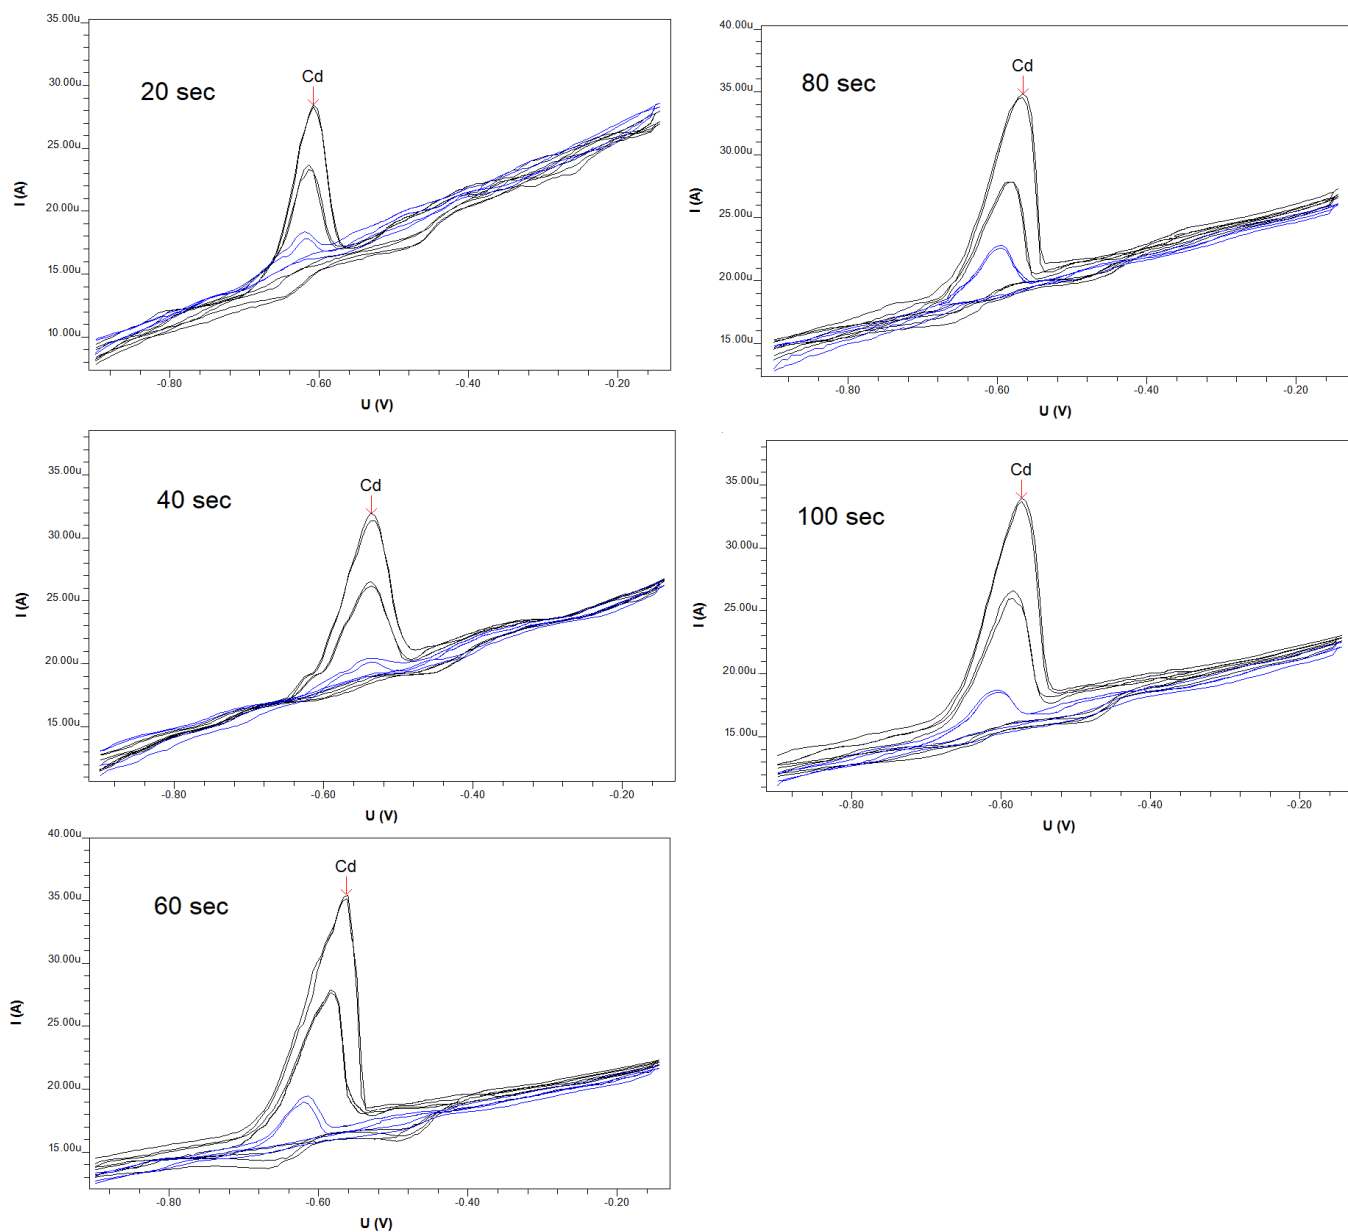 35.00u
30.00u
25.00u
20.00u
15.00u
10.00u
I (A)
20 sec
Cd
-0.80
-0.60
-0.40
-0.20
U (V)
40.00u
35.00u
30.00u
25.00u
20.00u
15.00u
I (A)
80 sec
Cd
-0.80
-0.60
-0.40
-0.20
U (V)
35.00u
30.00u
25.00u
20.00u
15.00u
I (A)
40 sec
Cd
-0.80
-0.60
-0.40
-0.20
U (V)
35.00u
30.00u
25.00u
20.00u
15.00u
I (A)
100 sec
Cd
-0.80
-0.60
-0.40
-0.20
U (V)
40.00u
35.00u
30.00u
25.00u
20.00u
15.00u
I (A)
60 sec
Cd
-0.80
-0.60
-0.40
-0.20
U (V)